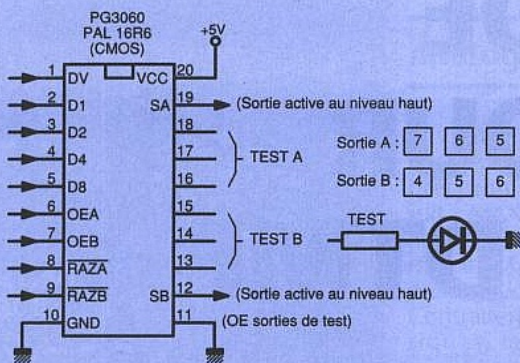 PG3060
PAL 16R6
(CMOS)
+5V
1 DV VCC 20
2 D1 SA 19 (Sortie active au niveau haut)
3 D2 18
4 D4 17 TEST A
5 D8 16
6 OEA 15
7 OEB 14 TEST B
8 RAZA 13
9 RAZB SB 12 (Sortie active au niveau haut)
10 GND 11 (OE sorties de test)
Sortie A : 7 6 5
Sortie B : 4 5 6
TEST